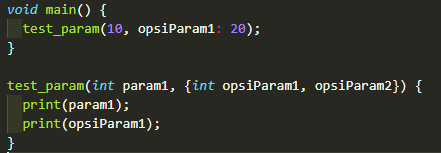 void main() {
  test_param(10, opsiParam1: 20);
}

test_param(int param1, {int opsiParam1, opsiParam2}) {
  print(param1);
  print(opsiParam1);
}